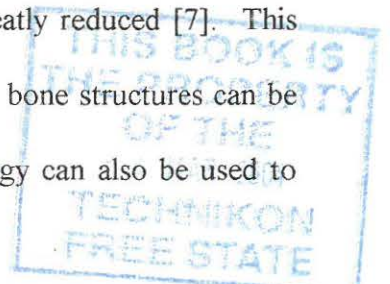 eatly reduced [7]. This
THIS BOOK IS
THE PROPERTY
bone structures can be
OF THE
gy can also be used to
TECHNIKON
FREE STATE